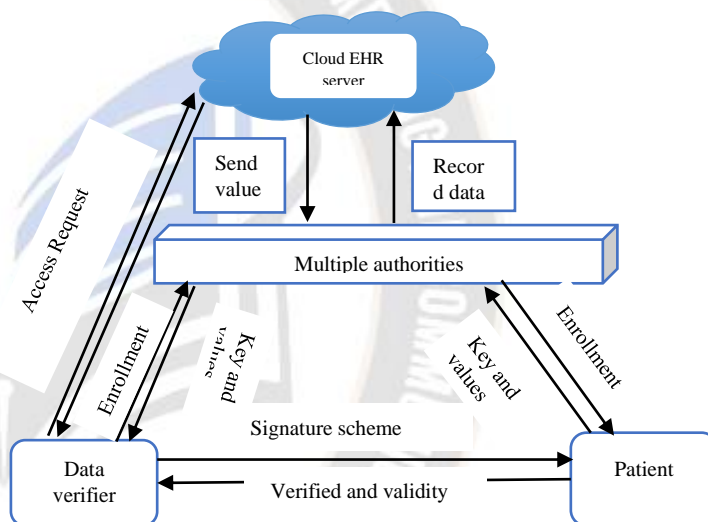 Cloud EHR
server
Send
value
Recor
d data
Access Request
Multiple authorities
Enrollment
Key and
values
Key and
values
Enrollment
Signature scheme
Data
verifier
Patient
Verified and validity